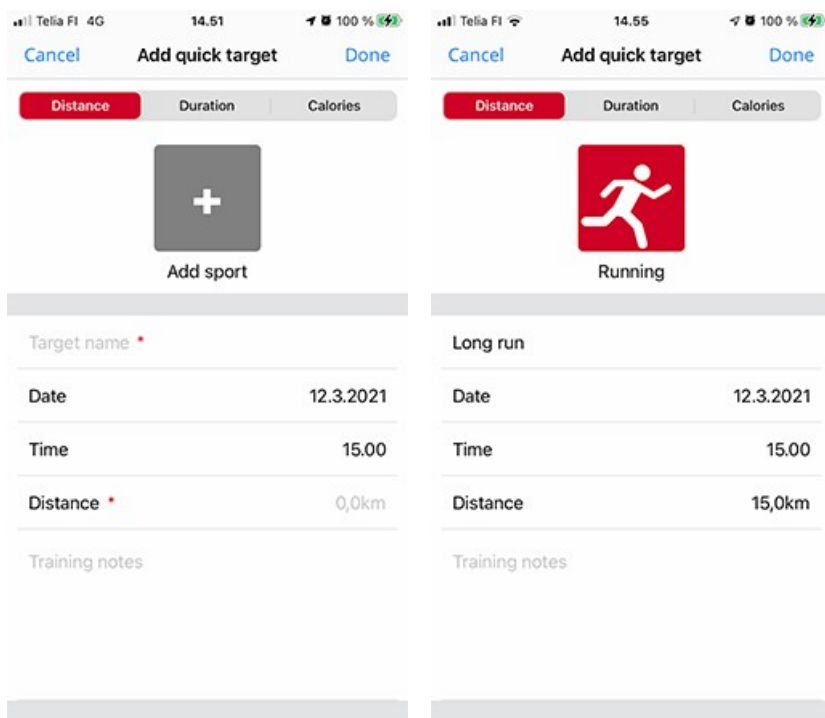 Telia FI 4G 14.51 100 %
Cancel Add quick target Done
Distance Duration Calories
+
Add sport
Target name *
Date 12.3.2021
Time 15.00
Distance * 0,0km
Training notes
Telia FI 14.55 100 %
Cancel Add quick target Done
Distance Duration Calories
Running
Long run
Date 12.3.2021
Time 15.00
Distance 15,0km
Training notes